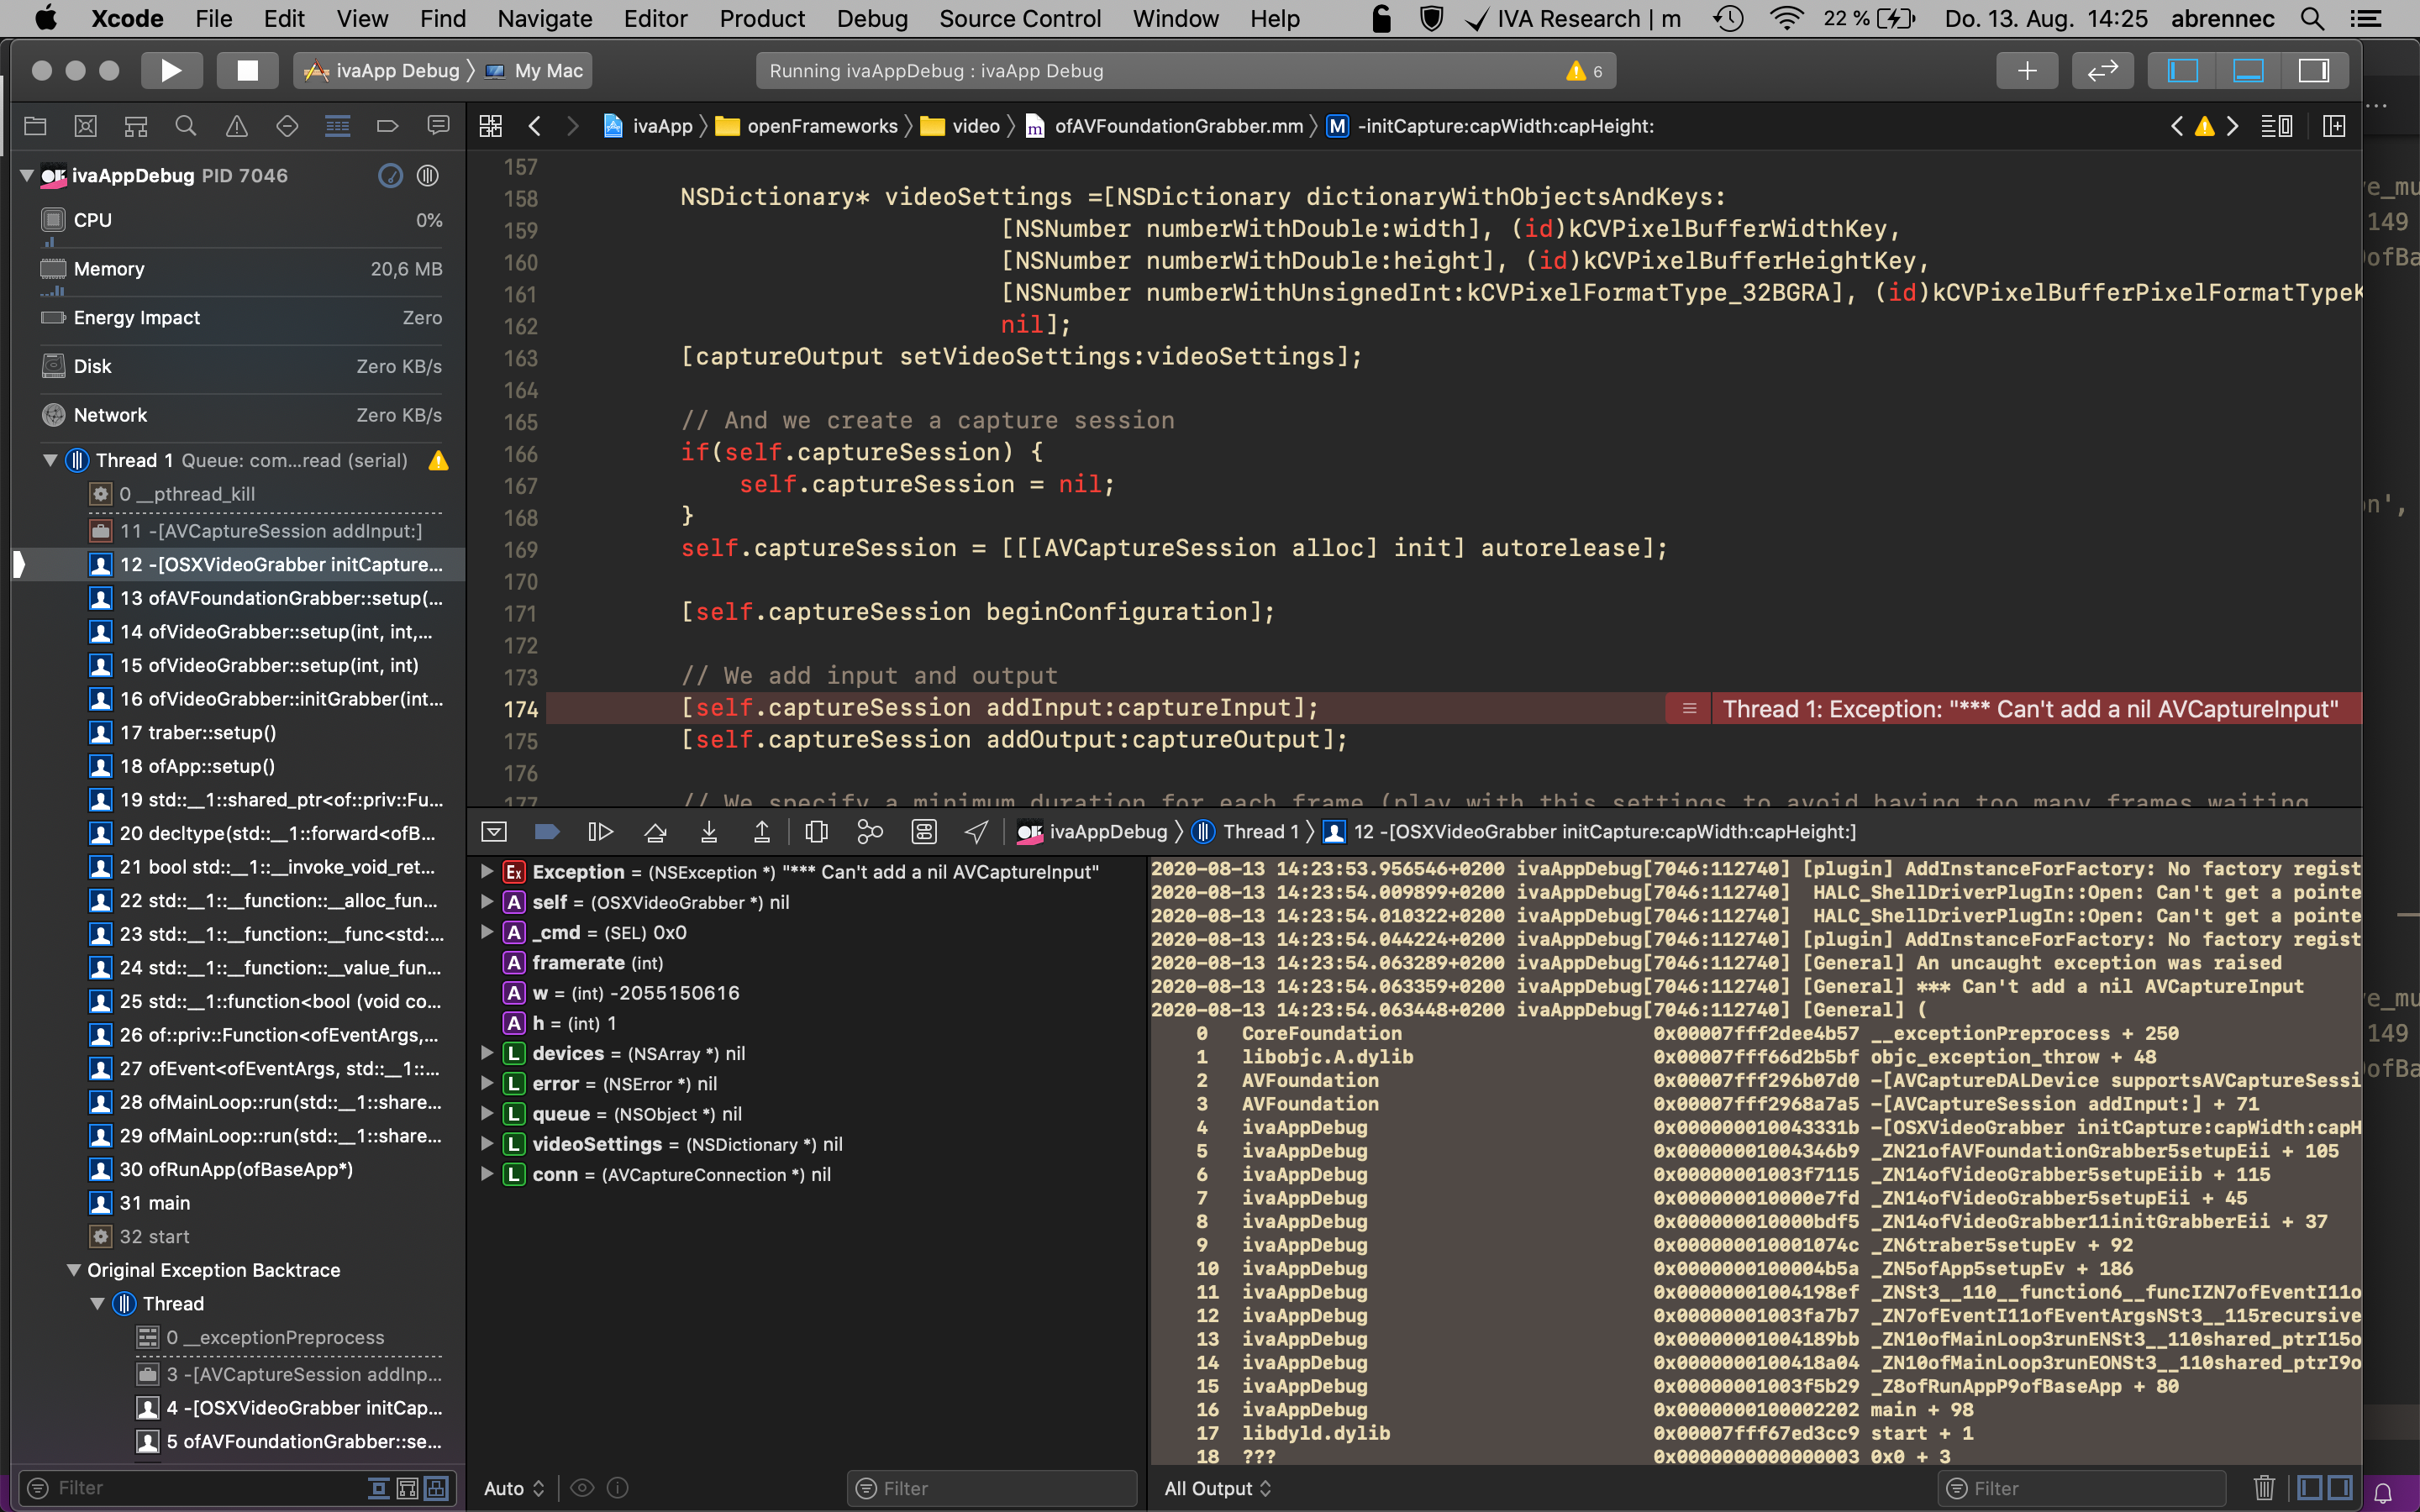 Xcode File Edit View Find Navigate Editor Product Debug Source Control Window Help IVA Research | m 22 % Do. 13. Aug. 14:25 abrennec
ivaApp Debug My Mac Running ivaAppDebug : ivaApp Debug 6
ivaApp openFrameworks video ofAVFoundationGrabber.mm M -initCapture:capWidth:capHeight:
ivaAppDebug PID 7046
CPU 0%
Memory 20,6 MB
Energy Impact Zero
Disk Zero KB/s
Network Zero KB/s
Thread 1 Queue: com...read (serial)
0 __pthread_kill
11 -[AVCaptureSession addInput:]
12 -[OSXVideoGrabber initCapture...
13 ofAVFoundationGrabber::setup(...
14 ofVideoGrabber::setup(int, int,...
15 ofVideoGrabber::setup(int, int)
16 ofVideoGrabber::initGrabber(int...
17 traber::setup()
18 ofApp::setup()
19 std::__1::shared_ptr<of::priv::Fu...
20 decltype(std::__1::forward<ofB...
21 bool std::__1::__invoke_void_ret...
22 std::__1::__function::__alloc_fun...
23 std::__1::__function::__func<std:...
24 std::__1::__function::__value_fun...
25 std::__1::function<bool (void co...
26 of::priv::Function<ofEventArgs,...
27 ofEvent<ofEventArgs, std::__1::...
28 ofMainLoop::run(std::__1::share...
29 ofMainLoop::run(std::__1::share...
30 ofRunApp(ofBaseApp*)
31 main
32 start
Original Exception Backtrace
Thread
0 __exceptionPreprocess
3 -[AVCaptureSession addInp...
4 -[OSXVideoGrabber initCap...
5 ofAVFoundationGrabber::se...
Filter
157
158 NSDictionary* videoSettings =[NSDictionary dictionaryWithObjectsAndKeys:
159 [NSNumber numberWithDouble:width], (id)kCVPixelBufferWidthKey,
160 [NSNumber numberWithDouble:height], (id)kCVPixelBufferHeightKey,
161 [NSNumber numberWithUnsignedInt:kCVPixelFormatType_32BGRA], (id)kCVPixelBufferPixelFormatTypeK
162 nil];
163 [captureOutput setVideoSettings:videoSettings];
164
165 // And we create a capture session
166 if(self.captureSession) {
167 self.captureSession = nil;
168 }
169 self.captureSession = [[[AVCaptureSession alloc] init] autorelease];
170
171 [self.captureSession beginConfiguration];
172
173 // We add input and output
174 [self.captureSession addInput:captureInput]; Thread 1: Exception: "*** Can't add a nil AVCaptureInput"
175 [self.captureSession addOutput:captureOutput];
176
177 // We specify a minimum duration for each frame (play with this settings to avoid having too many frames waiting
ivaAppDebug Thread 1 12 -[OSXVideoGrabber initCapture:capWidth:capHeight:]
Ex Exception = (NSException *) "*** Can't add a nil AVCaptureInput"
A self = (OSXVideoGrabber *) nil
A _cmd = (SEL) 0x0
A framerate (int)
A w = (int) -2055150616
A h = (int) 1
L devices = (NSArray *) nil
L error = (NSError *) nil
L queue = (NSObject *) nil
L videoSettings = (NSDictionary *) nil
L conn = (AVCaptureConnection *) nil
Auto Filter
2020-08-13 14:23:53.956546+0200 ivaAppDebug[7046:112740] [plugin] AddInstanceForFactory: No factory regist
2020-08-13 14:23:54.009899+0200 ivaAppDebug[7046:112740] HALC_ShellDriverPlugIn::Open: Can't get a pointe
2020-08-13 14:23:54.010322+0200 ivaAppDebug[7046:112740] HALC_ShellDriverPlugIn::Open: Can't get a pointe
2020-08-13 14:23:54.044224+0200 ivaAppDebug[7046:112740] [plugin] AddInstanceForFactory: No factory regist
2020-08-13 14:23:54.063289+0200 ivaAppDebug[7046:112740] [General] An uncaught exception was raised
2020-08-13 14:23:54.063359+0200 ivaAppDebug[7046:112740] [General] *** Can't add a nil AVCaptureInput
2020-08-13 14:23:54.063448+0200 ivaAppDebug[7046:112740] [General] (
0 CoreFoundation 0x00007fff2dee4b57 __exceptionPreprocess + 250
1 libobjc.A.dylib 0x00007fff66d2b5bf objc_exception_throw + 48
2 AVFoundation 0x00007fff296b07d0 -[AVCaptureDALDevice supportsAVCaptureSessi
3 AVFoundation 0x00007fff2968a7a5 -[AVCaptureSession addInput:] + 71
4 ivaAppDebug 0x000000010043331b -[OSXVideoGrabber initCapture:capWidth:capH
5 ivaAppDebug 0x00000001004346b9 _ZN21ofAVFoundationGrabber5setupEii + 105
6 ivaAppDebug 0x00000001003f7115 _ZN14ofVideoGrabber5setupEiib + 115
7 ivaAppDebug 0x000000010000e7fd _ZN14ofVideoGrabber5setupEii + 45
8 ivaAppDebug 0x000000010000bdf5 _ZN14ofVideoGrabber11initGrabberEii + 37
9 ivaAppDebug 0x000000010001074c _ZN6traber5setupEv + 92
10 ivaAppDebug 0x0000000100004b5a _ZN5ofApp5setupEv + 186
11 ivaAppDebug 0x00000001004198ef _ZNSt3__110__function6__funcIZN7ofEventI11o
12 ivaAppDebug 0x00000001003fa7b7 _ZN7ofEventI11ofEventArgsNSt3__115recursive
13 ivaAppDebug 0x00000001004189bb _ZN10ofMainLoop3runENSt3__110shared_ptrI15o
14 ivaAppDebug 0x0000000100418a04 _ZN10ofMainLoop3runEONSt3__110shared_ptrI9o
15 ivaAppDebug 0x00000001003f5b29 _Z8ofRunAppP9ofBaseApp + 80
16 ivaAppDebug 0x0000000100002202 main + 98
17 libdyld.dylib 0x00007fff67ed3cc9 start + 1
18 ??? 0x0000000000000003 0x0 + 3
All Output Filter
ve_mu
149
ofBa
n',
ve_mu
149
ofBa